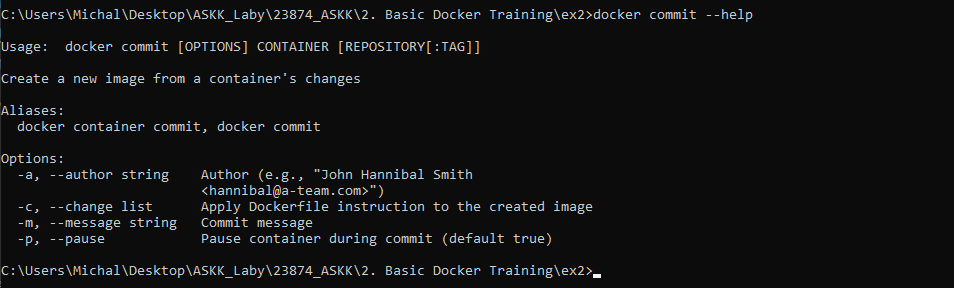 C:\Users\Michal\Desktop\ASKK_Laby\23874_ASKK\2. Basic Docker Training\ex2>docker commit --help
Usage:  docker commit [OPTIONS] CONTAINER [REPOSITORY[:TAG]]
Create a new image from a container's changes
Aliases:
  docker container commit, docker commit
Options:
  -a, --author string    Author (e.g., "John Hannibal Smith
                         <hannibal@a-team.com>")
  -c, --change list      Apply Dockerfile instruction to the created image
  -m, --message string   Commit message
  -p, --pause            Pause container during commit (default true)
C:\Users\Michal\Desktop\ASKK_Laby\23874_ASKK\2. Basic Docker Training\ex2>